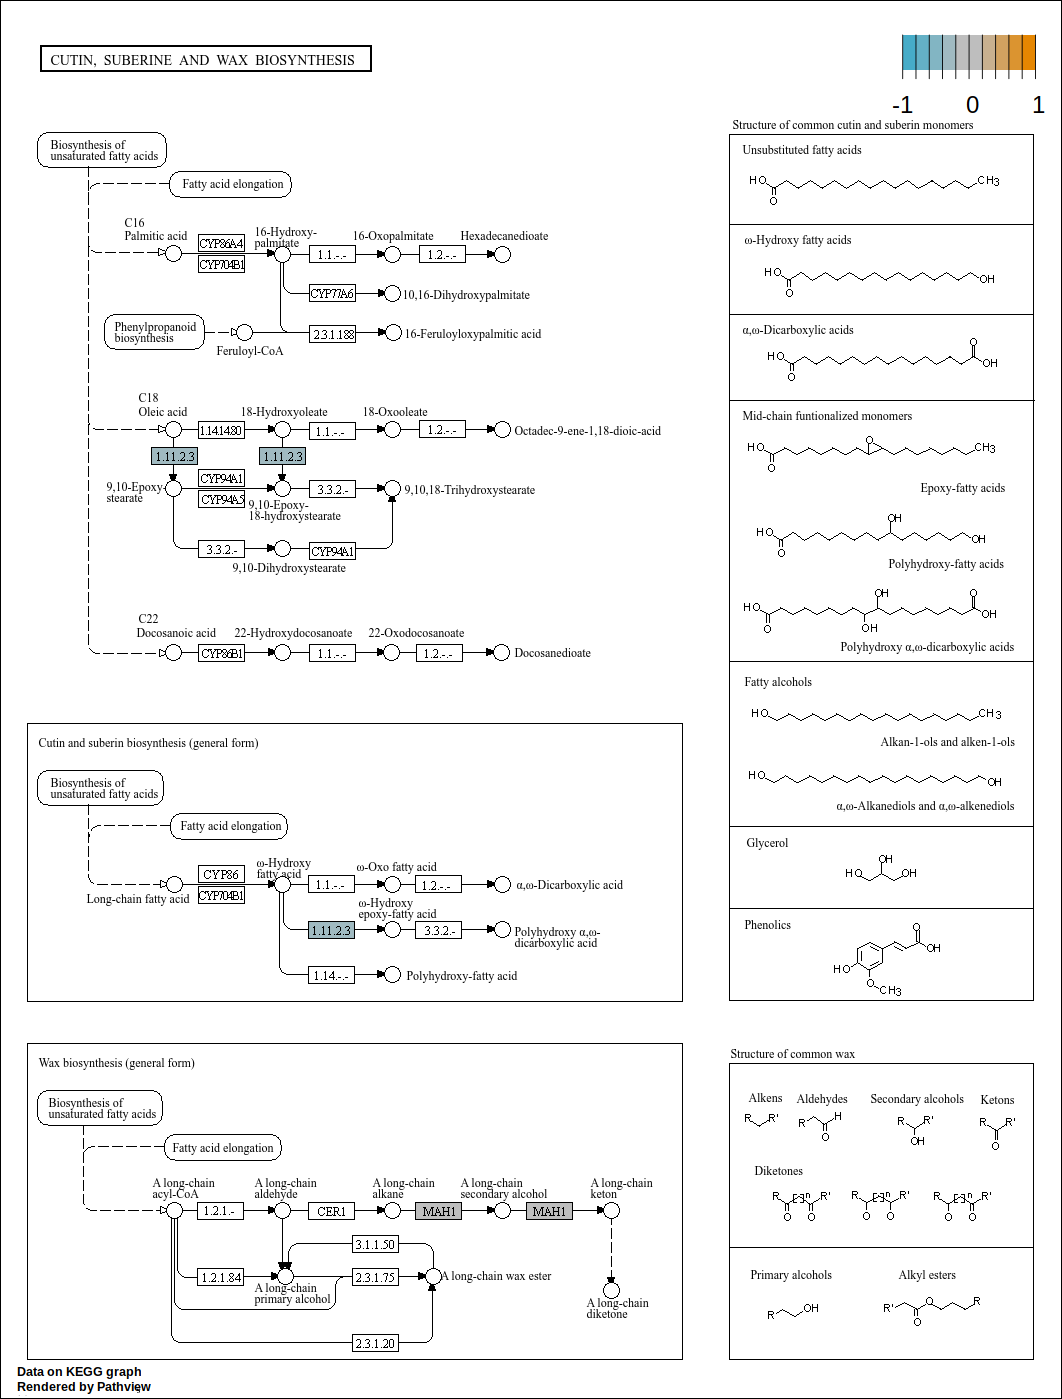 CUTIN, SUBERINE AND WAX BIOSYNTHESIS
-1 0 1
Biosynthesis of
unsaturated fatty acids
Fatty acid elongation
C16
Palmitic acid
CYP86A4
CYP704B1
16-Hydroxy-
palmitate
1.1.-.-
16-Oxopalmitate
1.2.-.-
Hexadecanedioate
CYP77A6
10,16-Dihydroxypalmitate
Phenylpropanoid
biosynthesis
Feruloyl-CoA
2.3.1.188
16-Feruloyloxypalmitic acid
C18
Oleic acid
1.14.14.80
18-Hydroxyoleate
1.1.-.-
18-Oxooleate
1.2.-.-
Octadec-9-ene-1,18-dioic-acid
1.11.2.3
1.11.2.3
9,10-Epoxy-
stearate
CYP94A1
CYP94A5
9,10-Epoxy-
18-hydroxystearate
3.3.2.-
9,10,18-Trihydroxystearate
3.3.2.-
9,10-Dihydroxystearate
CYP94A1
C22
Docosanoic acid
CYP86B1
22-Hydroxydocosanoate
1.1.-.-
22-Oxodocosanoate
1.2.-.-
Docosanedioate
Cutin and suberin biosynthesis (general form)
Biosynthesis of
unsaturated fatty acids
Fatty acid elongation
Long-chain fatty acid
CYP86
CYP704B1
ω-Hydroxy
fatty acid
1.1.-.-
ω-Oxo fatty acid
1.2.-.-
α,ω-Dicarboxylic acid
1.11.2.3
ω-Hydroxy
epoxy-fatty acid
3.3.2.-
Polyhydroxy α,ω-
dicarboxylic acid
1.14.-.-
Polyhydroxy-fatty acid
Wax biosynthesis (general form)
Biosynthesis of
unsaturated fatty acids
Fatty acid elongation
A long-chain
acyl-CoA
1.2.1.-
A long-chain
aldehyde
CER1
A long-chain
alkane
MAH1
A long-chain
secondary alcohol
MAH1
A long-chain
keton
3.1.1.50
1.2.1.84
A long-chain
primary alcohol
2.3.1.75
A long-chain wax ester
A long-chain
diketone
2.3.1.20
Structure of common cutin and suberin monomers
Unsubstituted fatty acids
HO O CH3
ω-Hydroxy fatty acids
HO O OH
α,ω-Dicarboxylic acids
HO O O OH
Mid-chain funtionalized monomers
HO O O CH3
Epoxy-fatty acids
HO O OH OH
Polyhydroxy-fatty acids
HO O OH OH O OH
Polyhydroxy α,ω-dicarboxylic acids
Fatty alcohols
HO CH3
Alkan-1-ols and alken-1-ols
HO OH
α,ω-Alkanediols and α,ω-alkenediols
Glycerol
HO OH OH
Phenolics
HO O CH3 O OH
Structure of common wax
Alkens
R R'
Aldehydes
R O H
Secondary alcohols
R R' OH
Ketons
R R' O
Diketones
R [ ]n R' O O
R [ ]n R' O O
R [ ]n R' O O
Primary alcohols
R OH
Alkyl esters
R' O O R
Data on KEGG graph
Rendered by Pathview